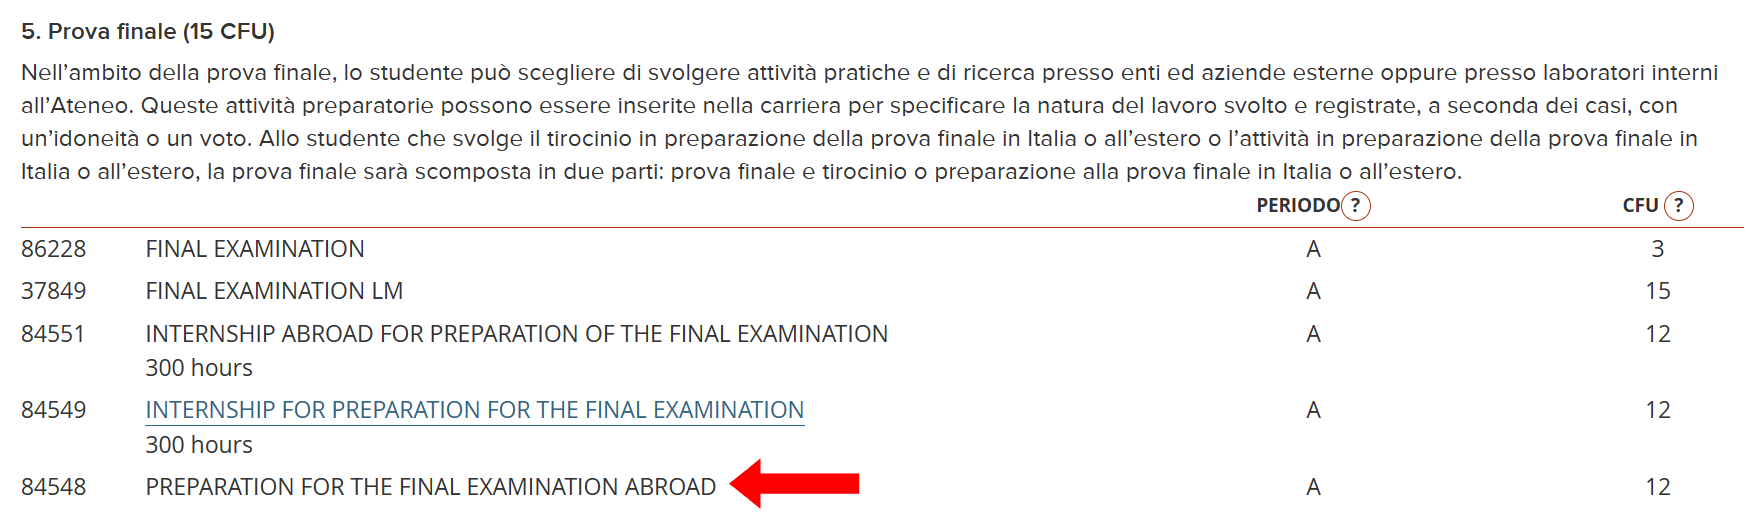 5. Prova finale (15 CFU)
Nell’ambito della prova finale, lo studente può scegliere di svolgere attività pratiche e di ricerca presso enti ed aziende esterne oppure presso laboratori interni
all’Ateneo. Queste attività preparatorie possono essere inserite nella carriera per specificare la natura del lavoro svolto e registrate, a seconda dei casi, con
un’idoneità o un voto. Allo studente che svolge il tirocinio in preparazione della prova finale in Italia o all’estero o l’attività in preparazione della prova finale in
Italia o all’estero, la prova finale sarà scomposta in due parti: prova finale e tirocinio o preparazione alla prova finale in Italia o all’estero.
PERIODO ? CFU ?
86228 FINAL EXAMINATION A 3
37849 FINAL EXAMINATION LM A 15
84551 INTERNSHIP ABROAD FOR PREPARATION OF THE FINAL EXAMINATION A 12
300 hours
84549 INTERNSHIP FOR PREPARATION FOR THE FINAL EXAMINATION A 12
300 hours
84548 PREPARATION FOR THE FINAL EXAMINATION ABROAD A 12